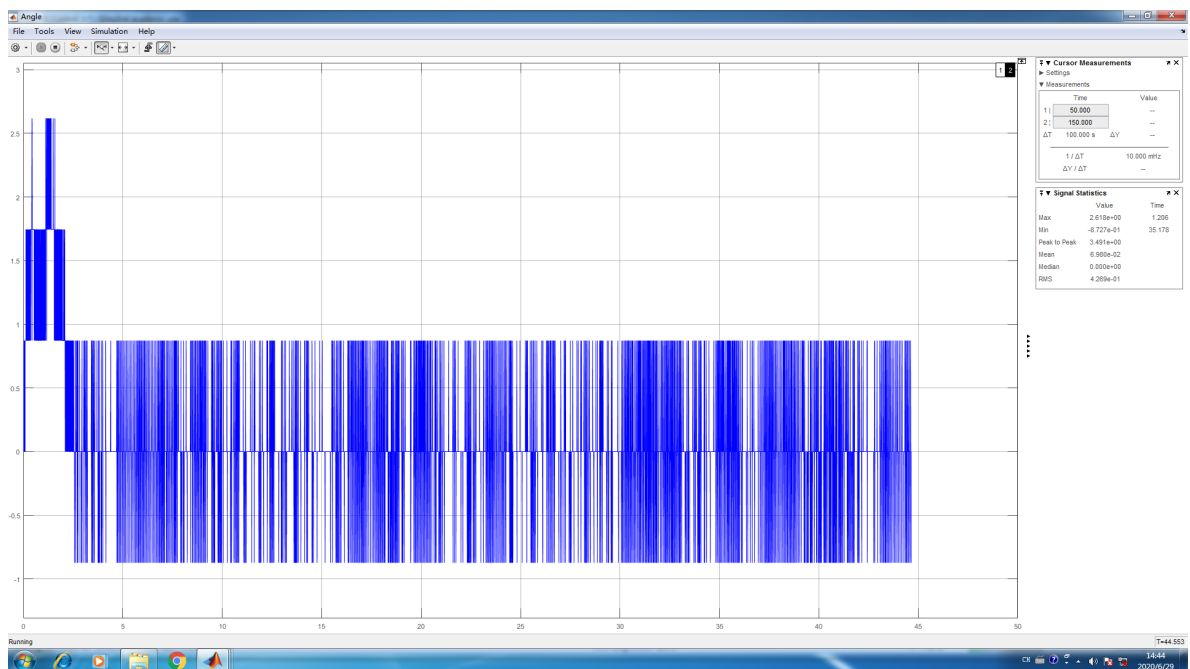 Angle
File Tools View Simulation Help
1 2
3
2.5
2
1.5
1
0.5
0
-0.5
-1
0 5 10 15 20 25 30 35 40 45 50
Cursor Measurements
Settings
Measurements
Time Value
1 50.000 --
2 150.000 --
ΔT 100.000 s ΔY --
1 / ΔT 10.000 mHz
ΔY / ΔT --
Signal Statistics
Value Time
Max 2.618e+00 1.206
Min -8.727e-01 35.178
Peak to Peak 3.491e+00
Mean 6.980e-02
Median 0.000e+00
RMS 4.269e-01
Running T=44.553
CH 14:44
2020/6/29